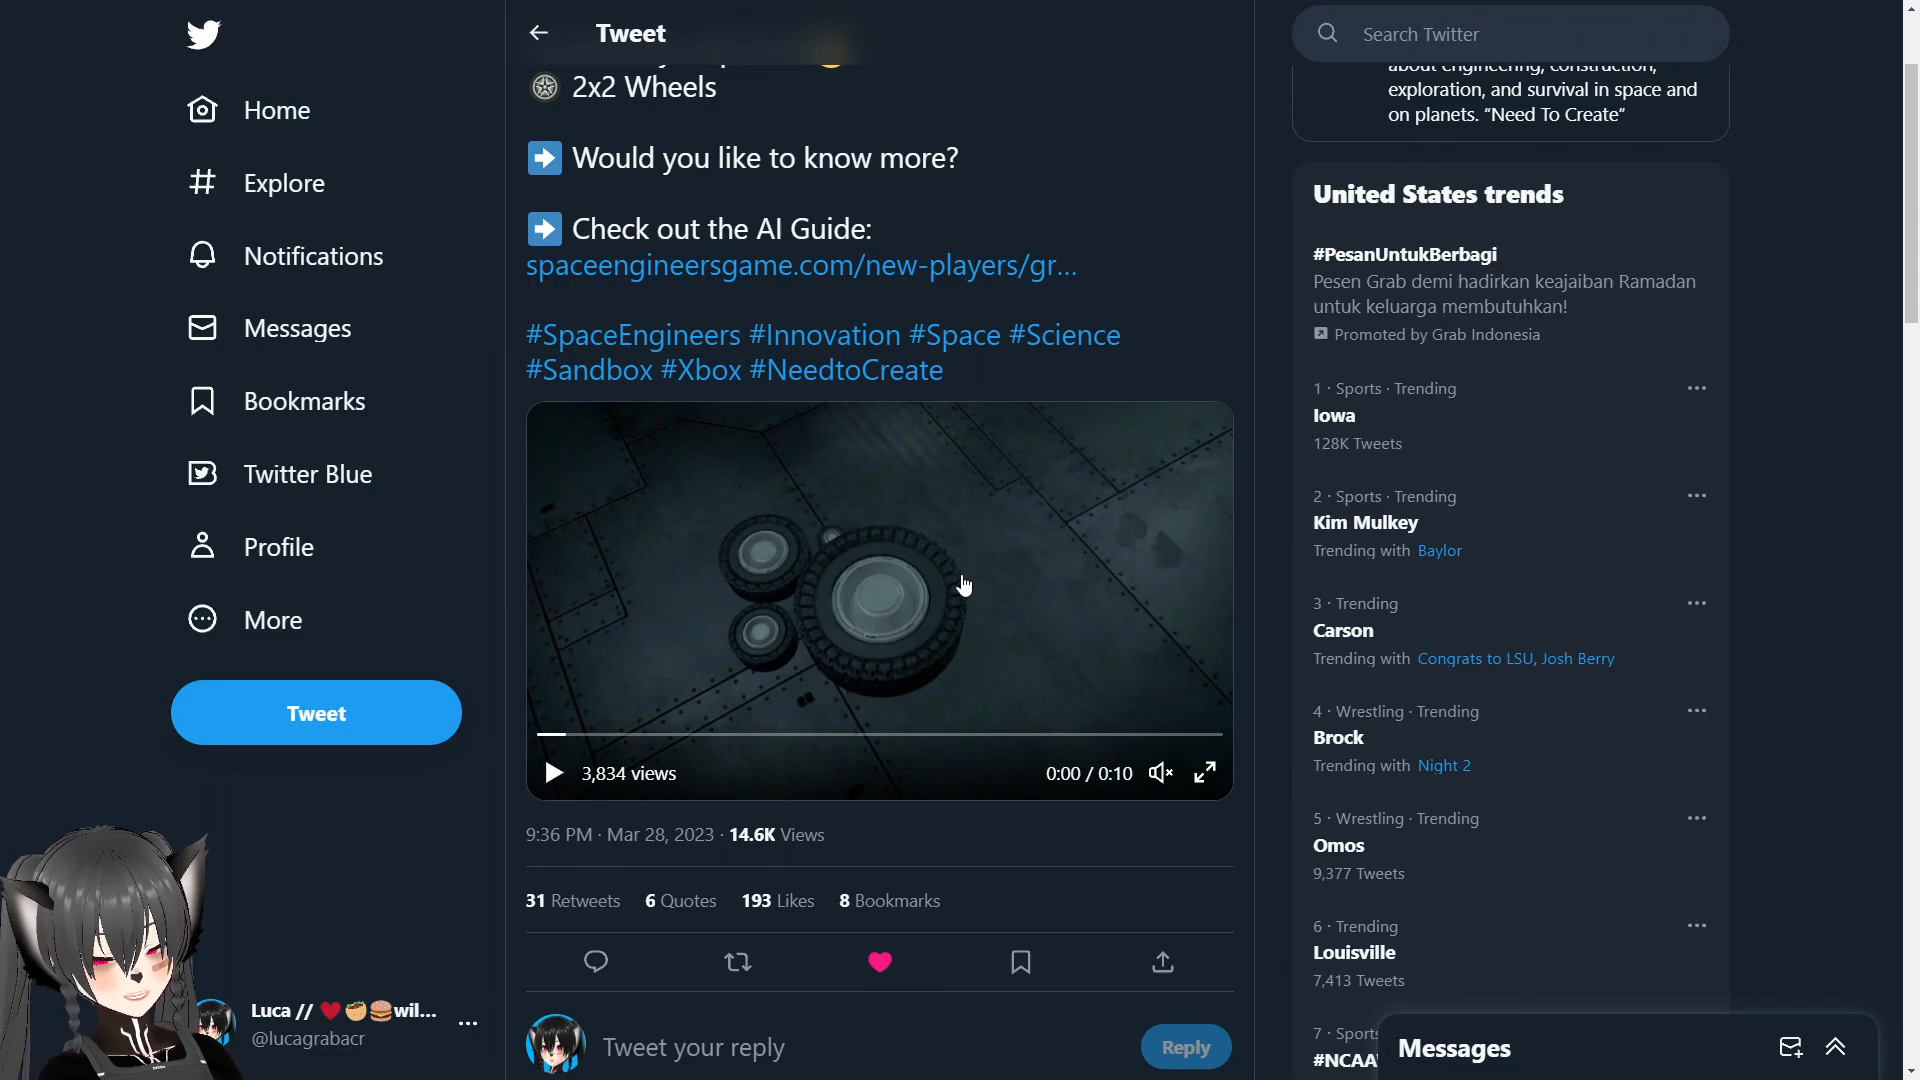 Home
Explore
Notifications
Messages
Bookmarks
Twitter Blue
Profile
More
Tweet
Luca // ❤️🥙🍔wil...
@lucagrabacr
Tweet
2x2 Wheels
➡️ Would you like to know more?
➡️ Check out the AI Guide:
spaceengineersgame.com/new-players/gr...
#SpaceEngineers #Innovation #Space #Science
#Sandbox #Xbox #NeedtoCreate
3,834 views
0:00 / 0:10
9:36 PM · Mar 28, 2023 · 14.6K Views
31 Retweets 6 Quotes 193 Likes 8 Bookmarks
Tweet your reply
Reply
Search Twitter
about engineering, construction,
exploration, and survival in space and
on planets. “Need To Create”
United States trends
#PesanUntukBerbagi
Pesen Grab demi hadirkan keajaiban Ramadan
untuk keluarga membutuhkan!
Promoted by Grab Indonesia
1 · Sports · Trending
Iowa
128K Tweets
2 · Sports · Trending
Kim Mulkey
Trending with Baylor
3 · Trending
Carson
Trending with Congrats to LSU, Josh Berry
4 · Wrestling · Trending
Brock
Trending with Night 2
5 · Wrestling · Trending
Omos
9,377 Tweets
6 · Trending
Louisville
7,413 Tweets
7 · Sports
#NCAA
Messages